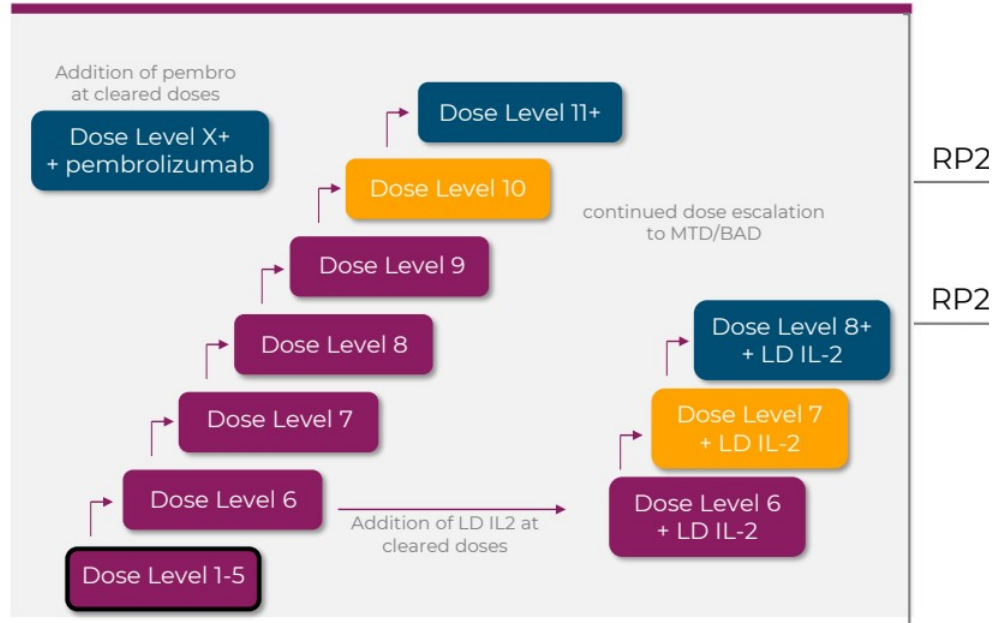 Addition of pembro
at cleared doses
Dose Level X+
+ pembrolizumab
Dose Level 11+
Dose Level 10
Dose Level 9
Dose Level 8
Dose Level 7
Dose Level 6
Dose Level 1-5
Addition of LD IL2 at
cleared doses
continued dose escalation
to MTD/BAD
Dose Level 8+
+ LD IL-2
Dose Level 7
+ LD IL-2
Dose Level 6
+ LD IL-2
RP2
RP2